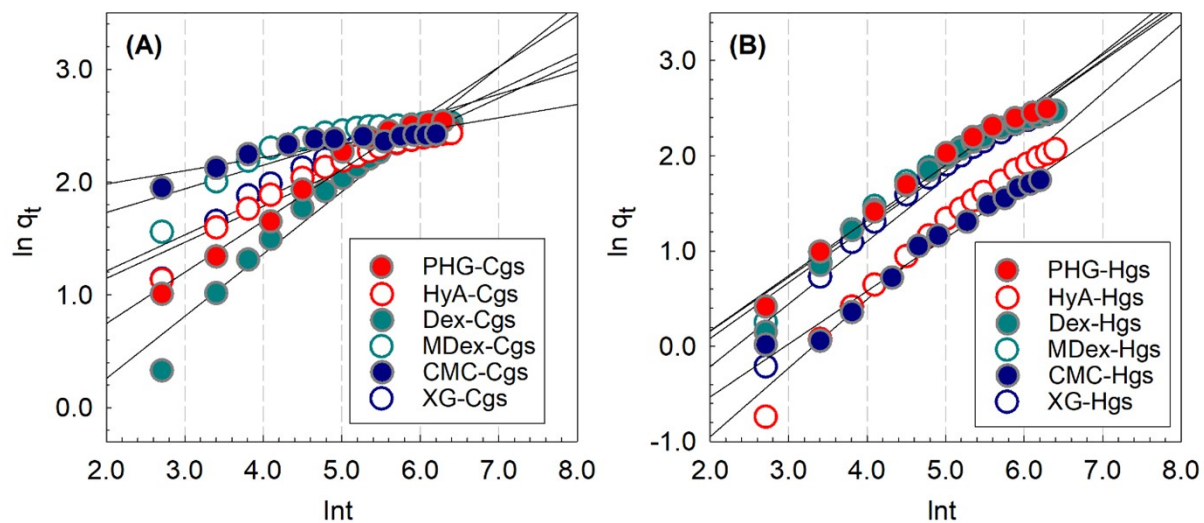 (A)
ln qt
3.0
2.0
1.0
0.0
2.0 3.0 4.0 5.0 6.0 7.0 8.0
lnt
PHG-Cgs
HyA-Cgs
Dex-Cgs
MDex-Cgs
CMC-Cgs
XG-Cgs
(B)
ln qt
3.0
2.0
1.0
0.0
-1.0
2.0 3.0 4.0 5.0 6.0 7.0 8.0
lnt
PHG-Hgs
HyA-Hgs
Dex-Hgs
MDex-Hgs
CMC-Hgs
XG-Hgs